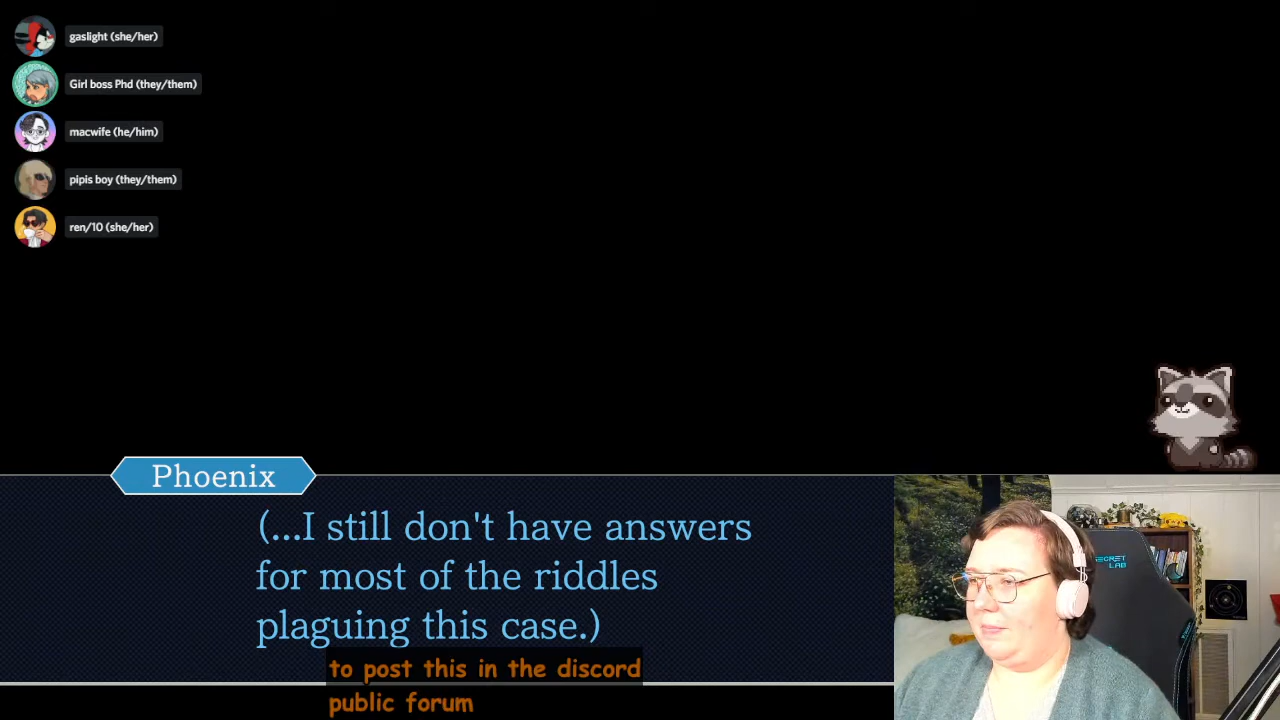 gaslight (she/her)
Girl boss Phd (they/them)
macwife (he/him)
pipis boy (they/them)
ren/10 (she/her)
Phoenix
(...I still don't have answers
for most of the riddles
plaguing this case.)
to post this in the discord
public forum
SECRET
LAB